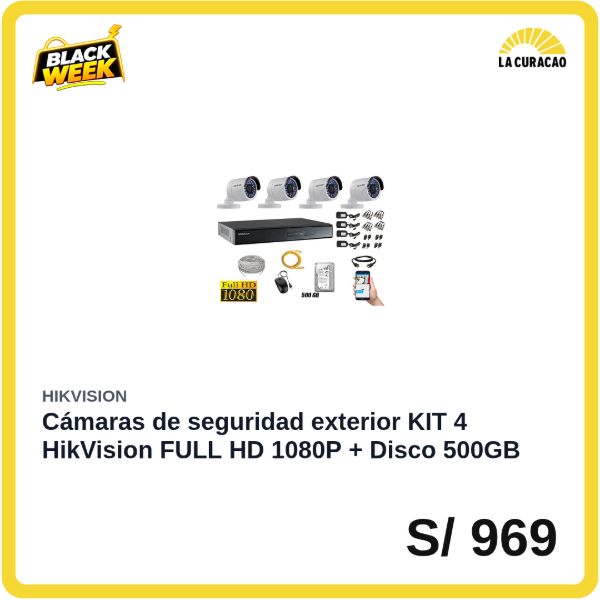 BLACK
WEEK
LA CURACAO
Full HD
1080
500 GB
HIKVISION
Cámaras de seguridad exterior KIT 4
HikVision FULL HD 1080P + Disco 500GB
S/ 969